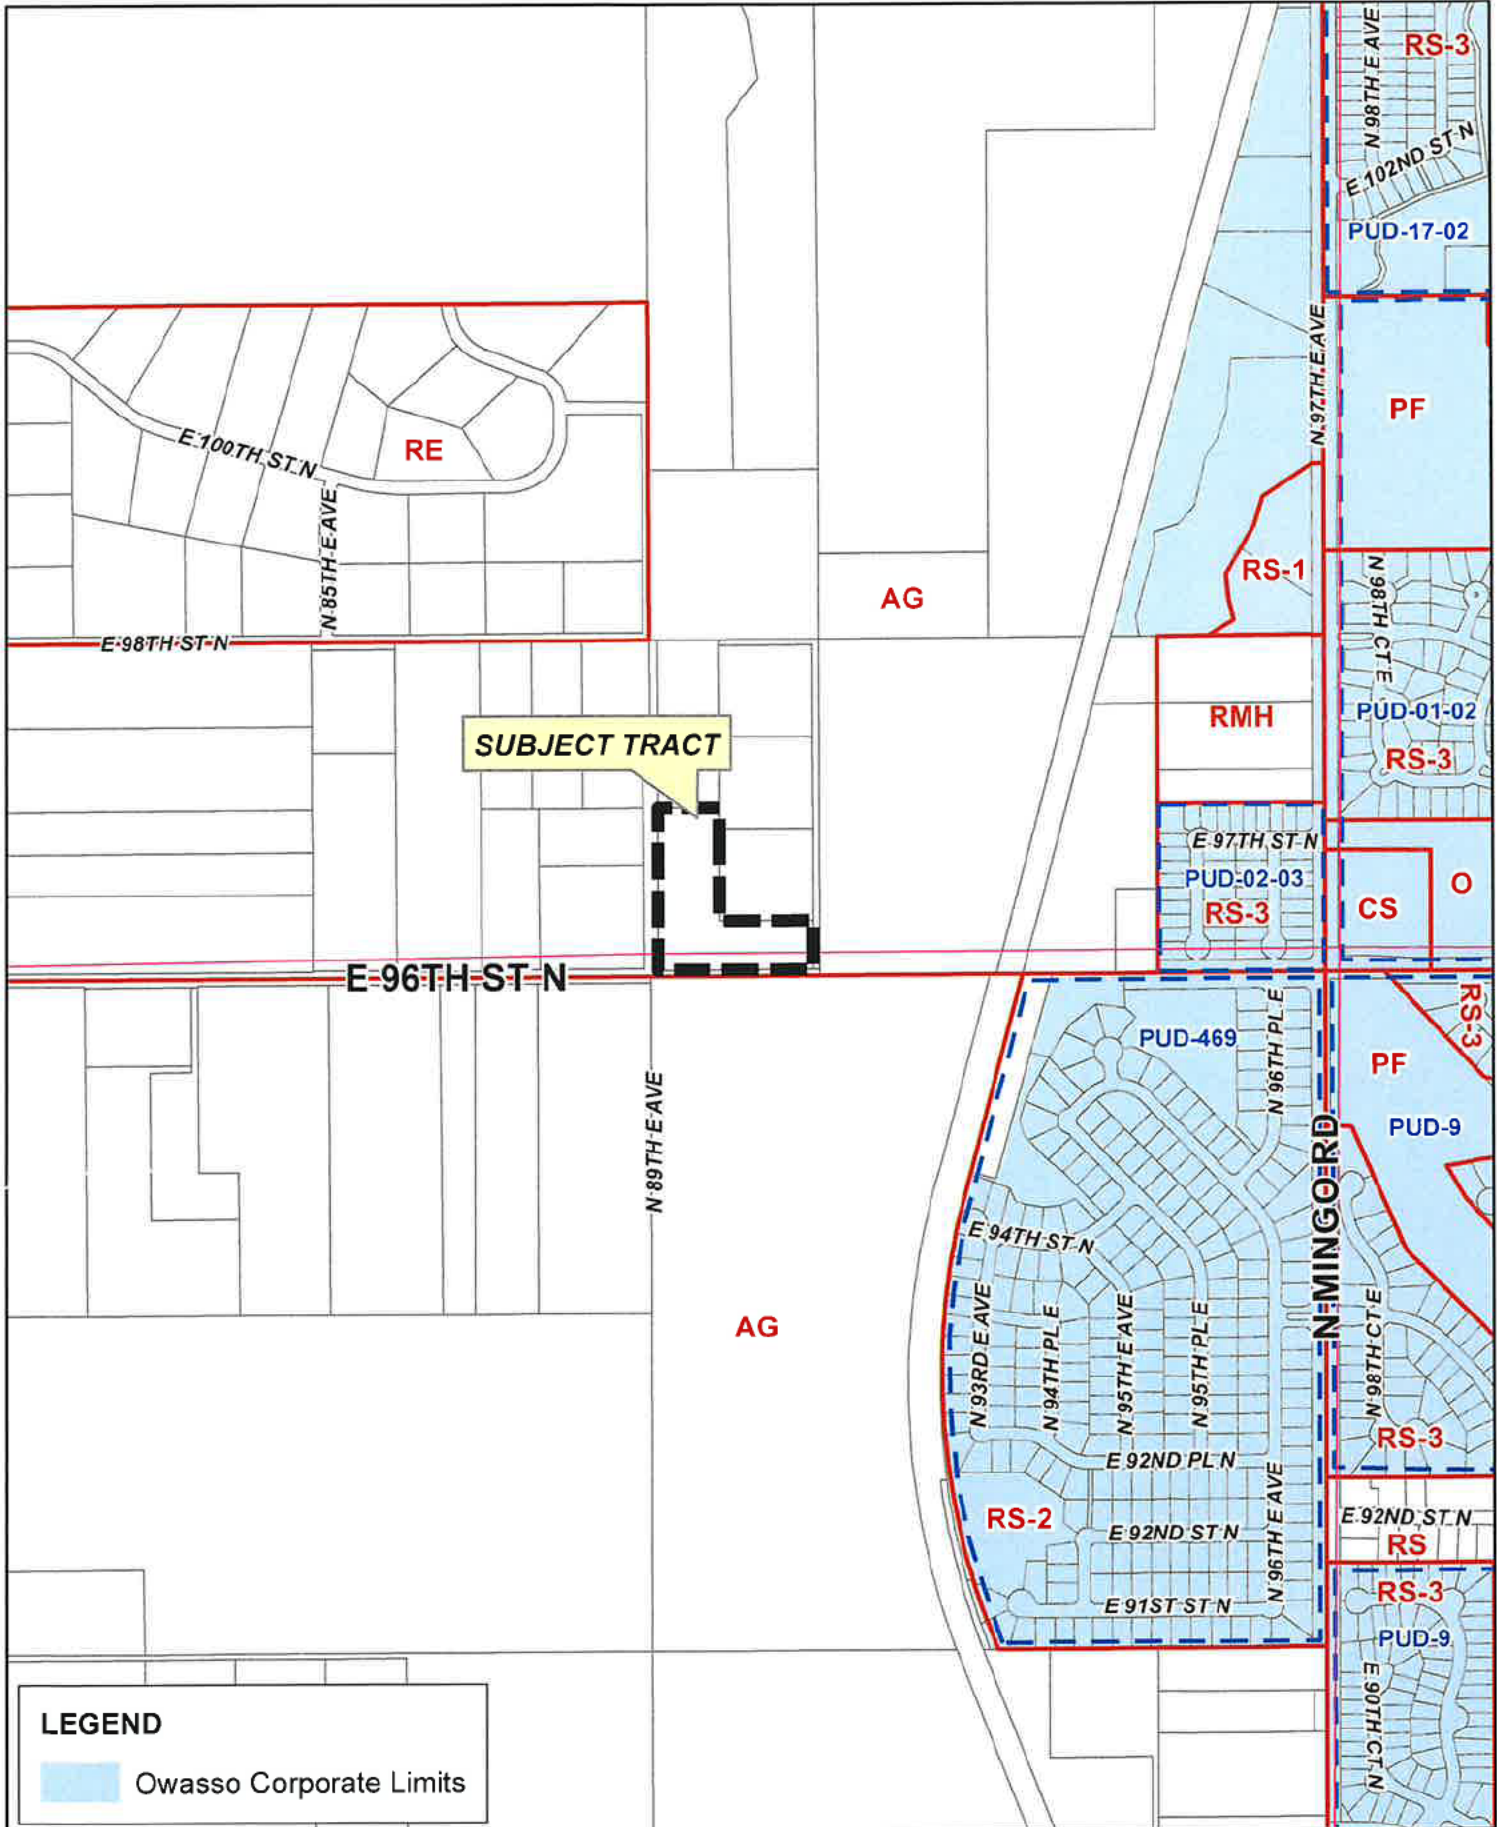 N 98TH E AVE
RS-3
E 102ND ST N
PUD-17-02
N 97TH E AVE
PF
E 100TH ST N
RE
N 85TH E AVE
RS-1
AG
N 98TH CT E
E 98TH ST N
RMH
PUD-01-02
SUBJECT TRACT
RS-3
E 97TH ST N
PUD-02-03
O
RS-3
CS
E 96TH ST N
RS-3
N 96TH PL E
PUD-469
PF
N 89TH E AVE
PUD-9
N MINGO RD
E 94TH ST N
AG
N 93RD E AVE
N 94TH PL E
N 95TH E AVE
N 95TH PL E
N 98TH CT E
RS-3
E 92ND PL N
N 96TH E AVE
RS-2
E 92ND ST N
E 92ND ST N
RS
RS-3
E 91ST ST N
PUD-9
E 90TH CT N
LEGEND
Owasso Corporate Limits